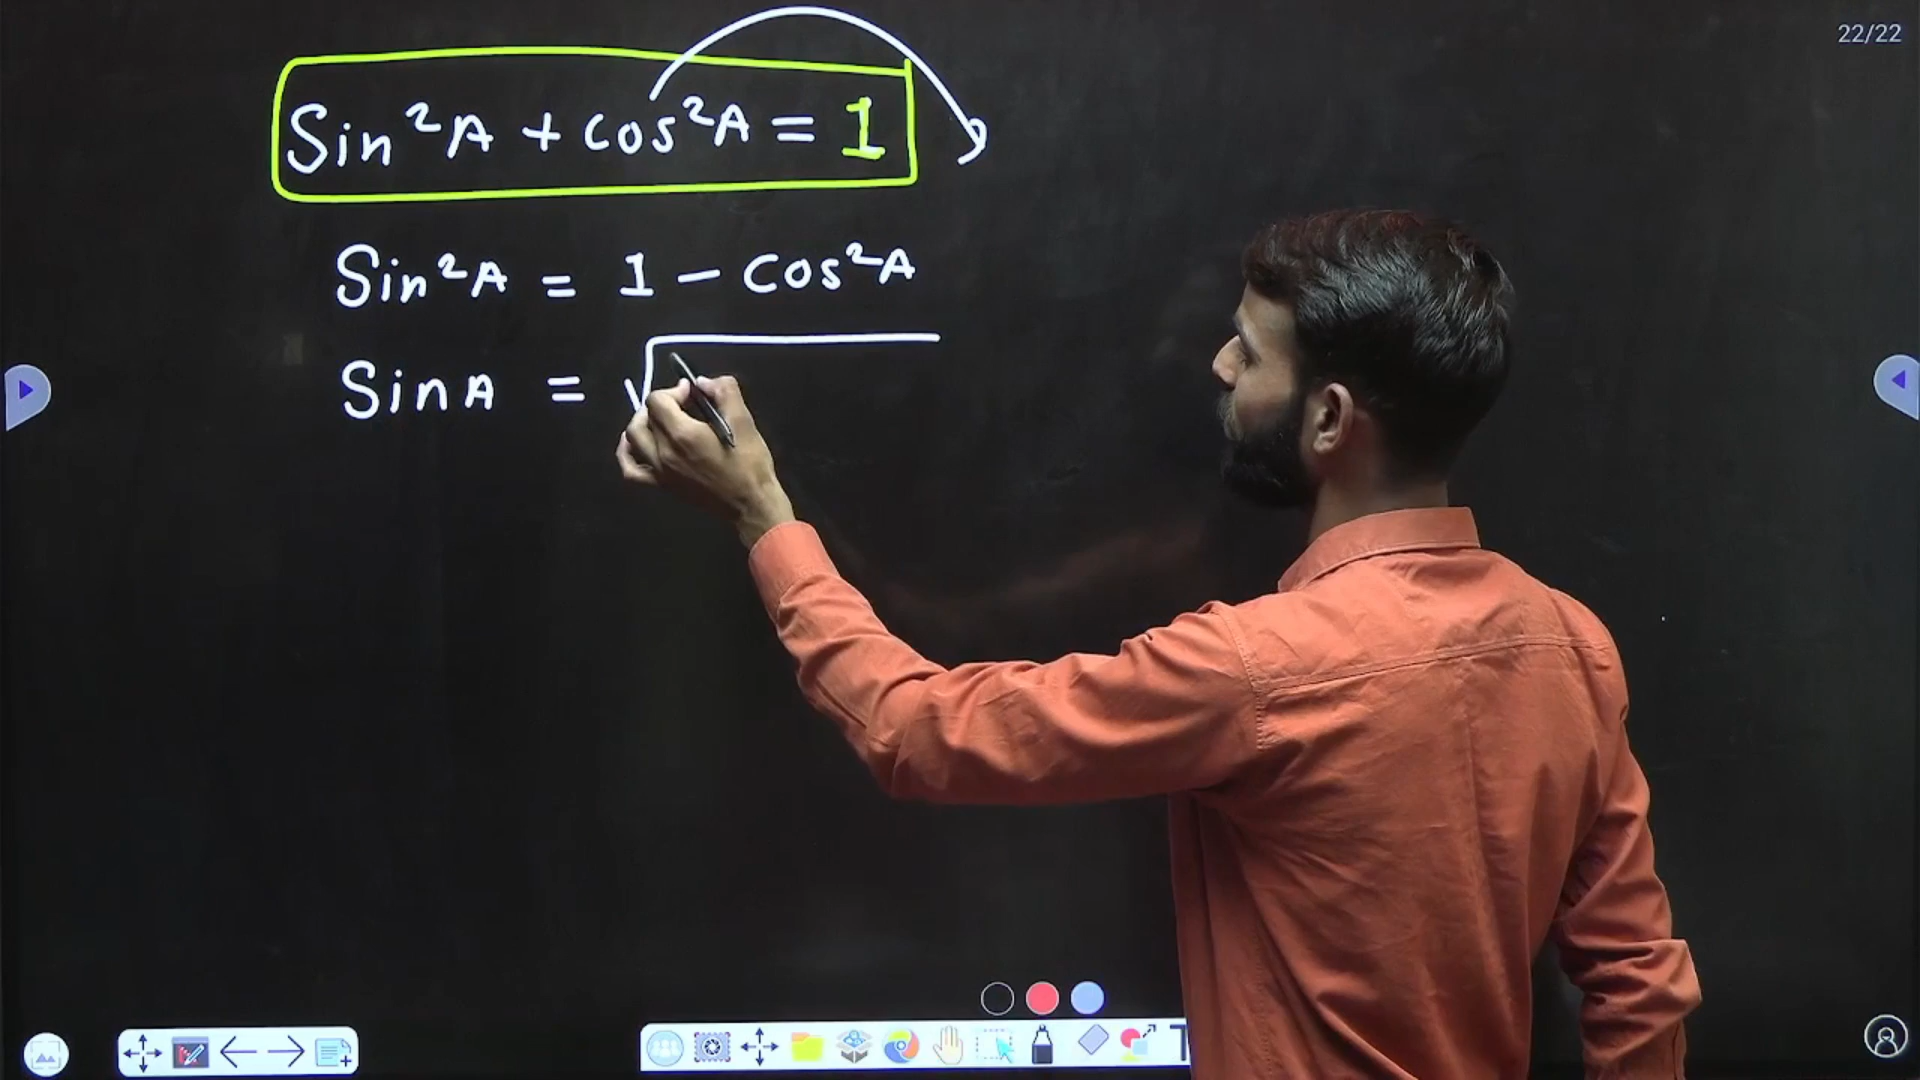 22/22
Sin²A + cos²A = 1
Sin²A = 1 - cos²A
SinA = √
T